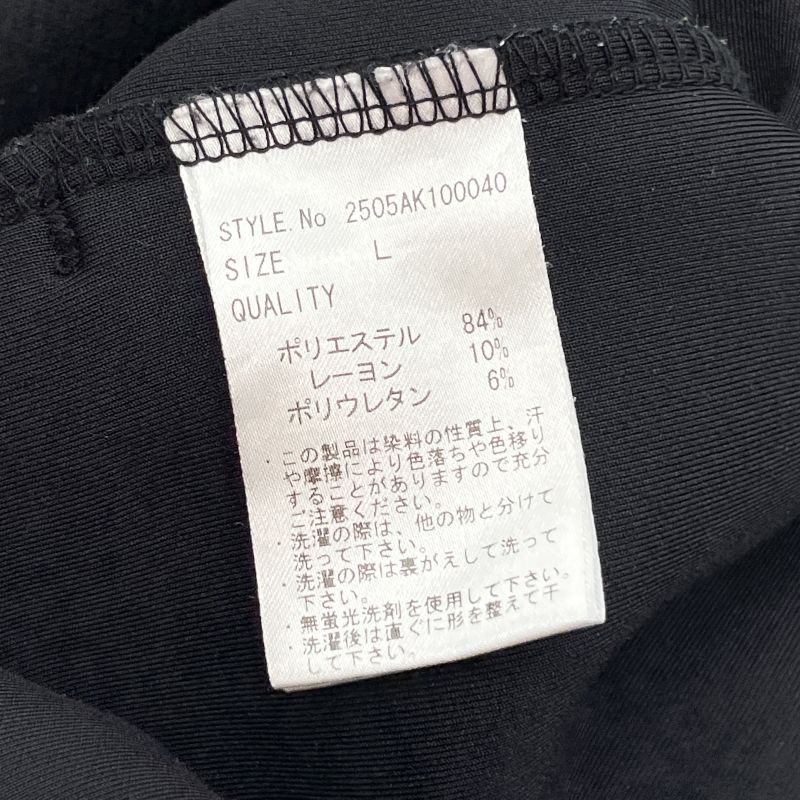 STYLE.No 2505AK100040
SIZE L
QUALITY
ポリエステル 84%
レーヨン 10%
ポリウレタン 6%
・この製品は染料の性質上、汗
や摩擦により色落ちや色移り
することがありますので充分
ご注意ください。
・洗濯の際は、他の物と分けて
洗って下さい。
・洗濯の際は裏がえして洗って
下さい。
・無蛍光洗剤を使用して下さい。
・洗濯後は直ぐに形を整えて干
して下さい。